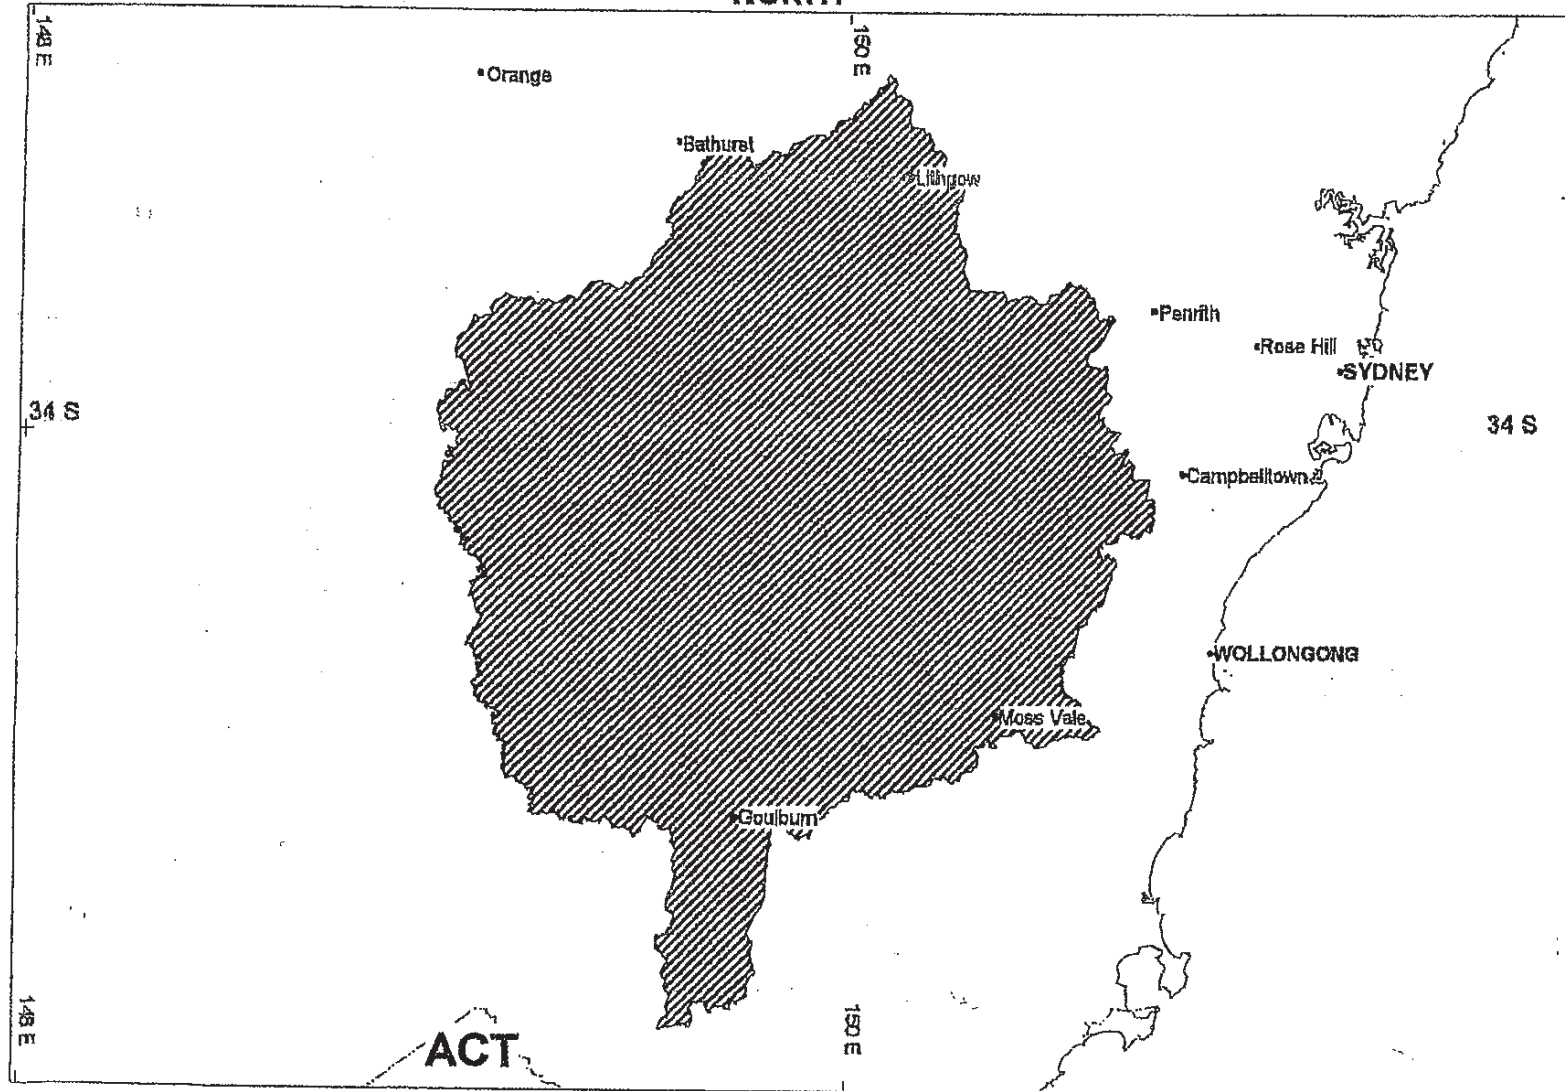 NORTH
148 E
150 E
Orange
Bathurst
Lithgow
Penrith
Rose Hill
SYDNEY
34 S
34 S
Campbelltown
WOLLONGONG
Moss Vale
Goulburn
148 E
150 E
ACT